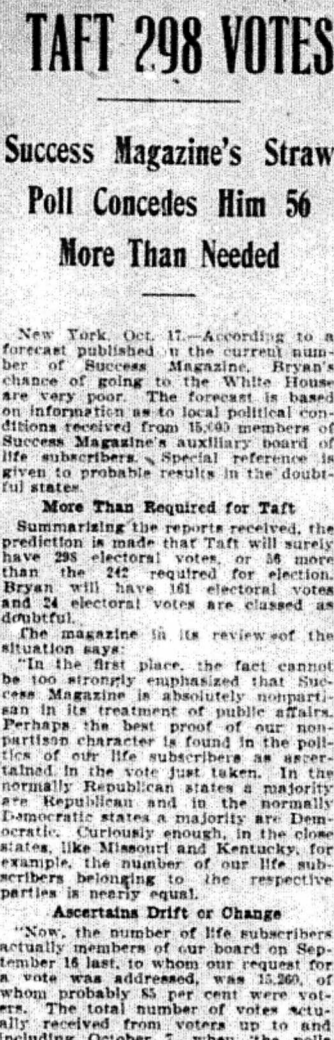 TAFT 298 VOTES
Success Magazine's Straw
Poll Concedes Him 56
More Than Needed
New York, Oct. 17.—According to a
forecast published in the current num-
ber of Success Magazine, Bryan's
chance of going to the White House
are very poor. The forecast is based
on information as to local political con-
ditions received from 15,000 members of
Success Magazine's auxiliary board of
life subscribers. Special reference is
given to probable results in the doubt-
ful states.
More Than Required for Taft
Summarizing the reports received, the
prediction is made that Taft will surely
have 298 electoral votes, or 56 more
than the 242 required for election.
Bryan will have 161 electoral votes
and 24 electoral votes are classed as
doubtful.
The magazine in its review of the
situation says:
"In the first place, the fact cannot
be too strongly emphasized that Suc-
cess Magazine is absolutely nonparti-
san in its treatment of public affairs.
Perhaps the best proof of our non-
partison character is found in the poli-
tics of our life subscribers as ascer-
tained in the vote just taken. In the
normally Republican states a majority
are Republican and in the normally
Democratic states a majority are Dem-
ocratic. Curiously enough, in the close
states, like Missouri and Kentucky, for
example, the number of our life sub-
scribers belonging to the respective
parties is nearly equal.
Ascertains Drift or Change
"Now, the number of life subscribers
actually members of our board on Sep-
tember 16 last, to whom our request for
a vote was addressed, was 15,260, of
whom probably 85 per cent were vot-
ers. The total number of votes actu-
ally received from voters up to and
including October 7, when the polls